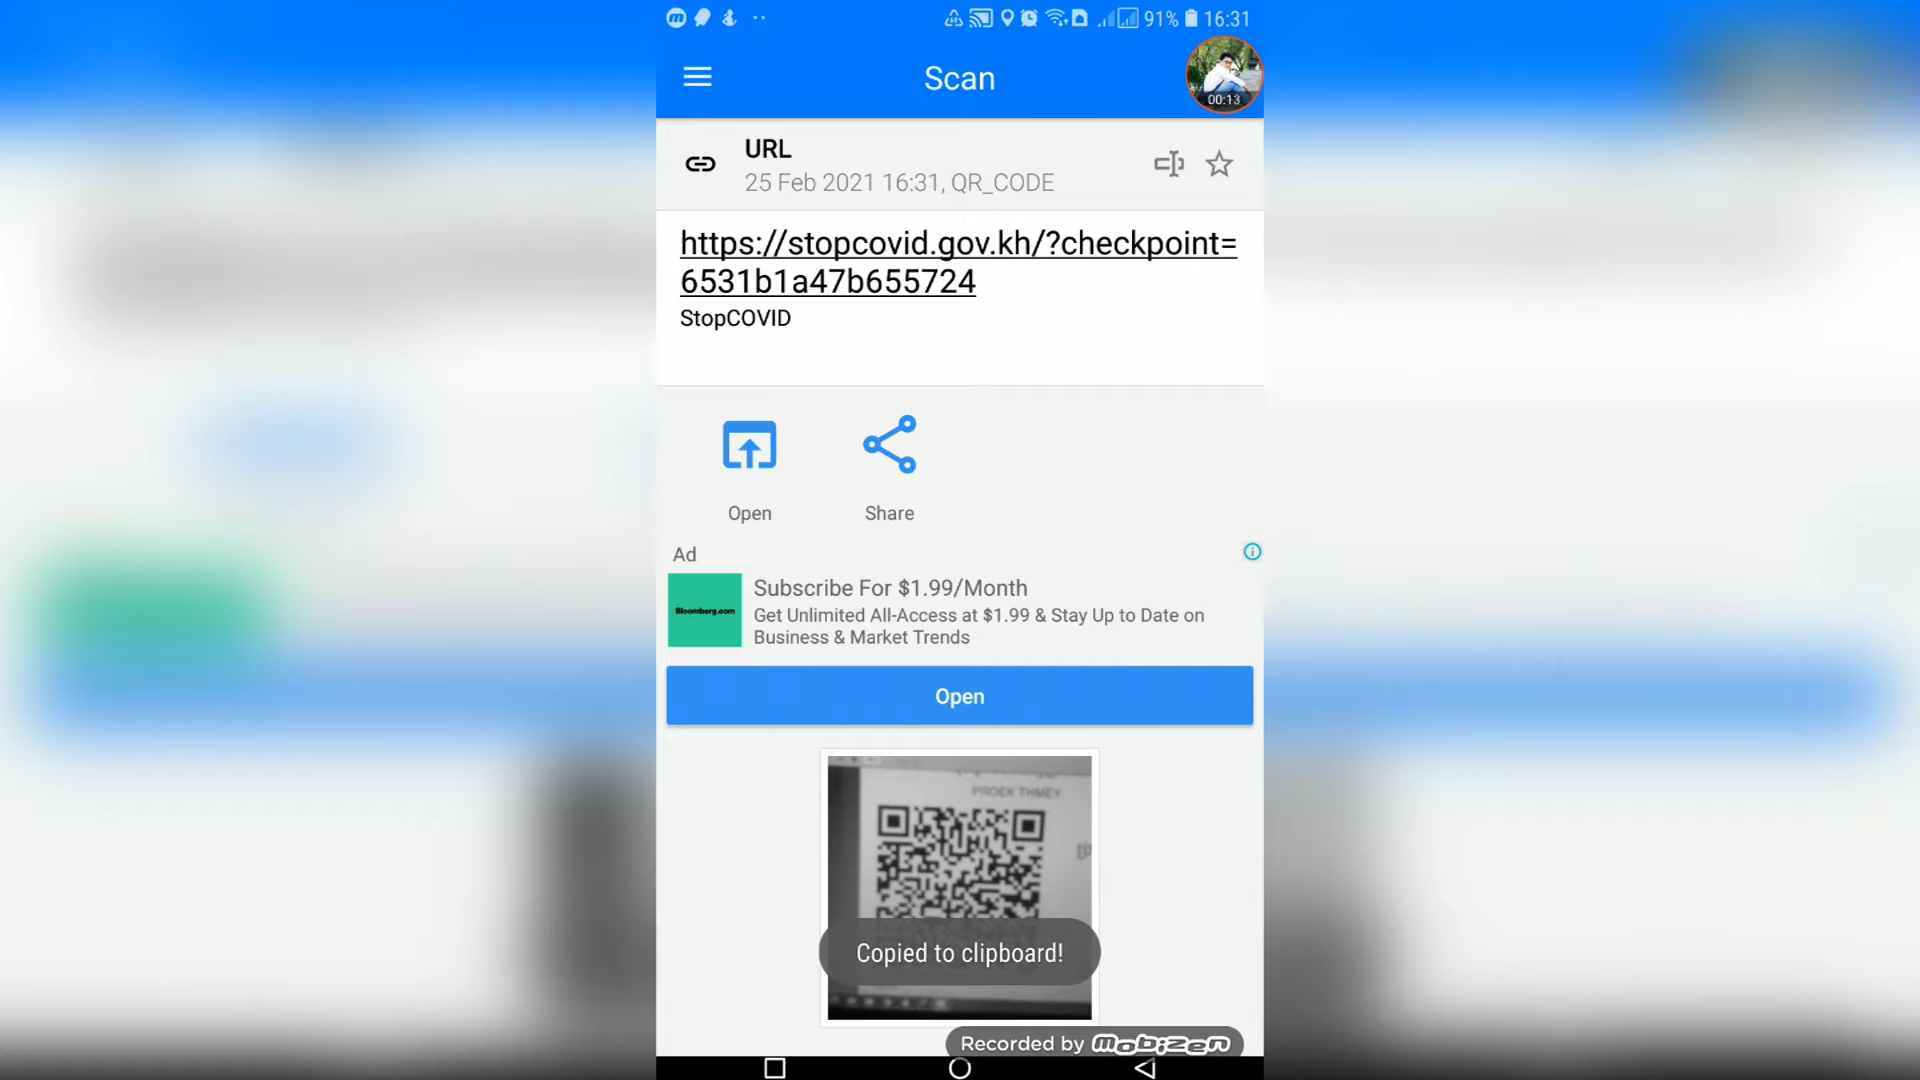 91% 16:31
Scan
00:13
URL
25 Feb 2021 16:31, QR_CODE
https://stopcovid.gov.kh/?checkpoint=
6531b1a47b655724
StopCOVID
Open
Share
Ad
Subscribe For $1.99/Month
Bloomberg.com
Get Unlimited All-Access at $1.99 & Stay Up to Date on
Business & Market Trends
Open
PROEK THMEY
Copied to clipboard!
Recorded by mobizen